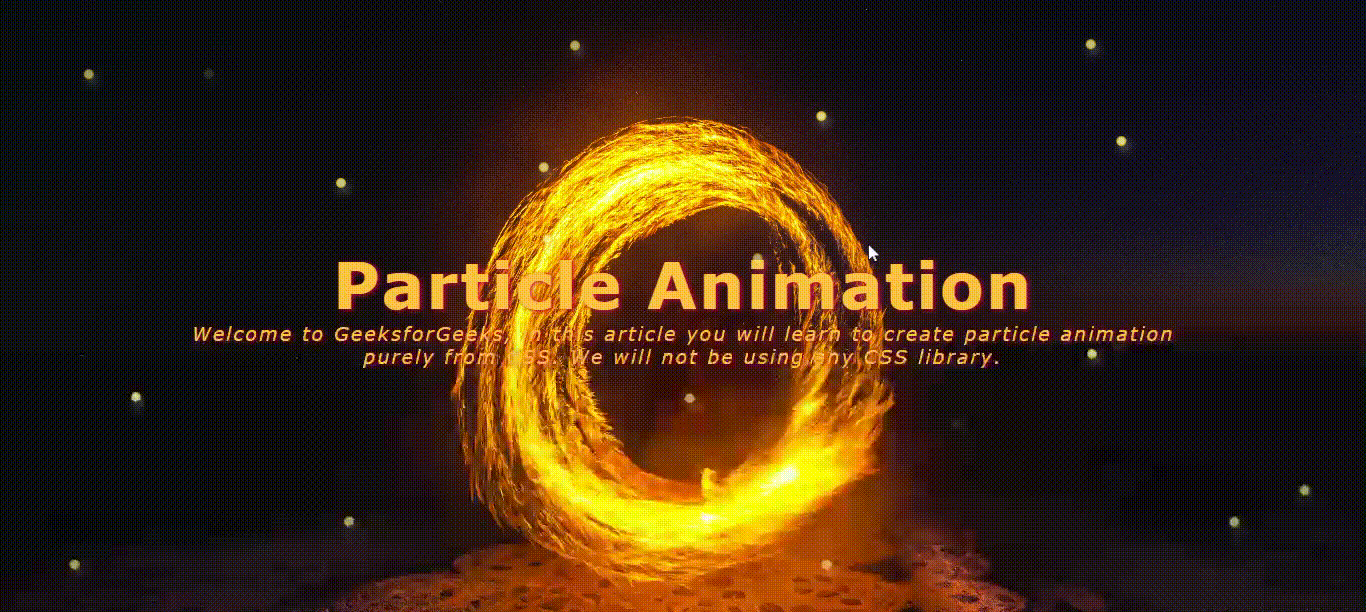 Particle Animation
Welcome to GeeksforGeeks, in this article you will learn to create particle animation
purely from CSS. We will not be using any CSS library.